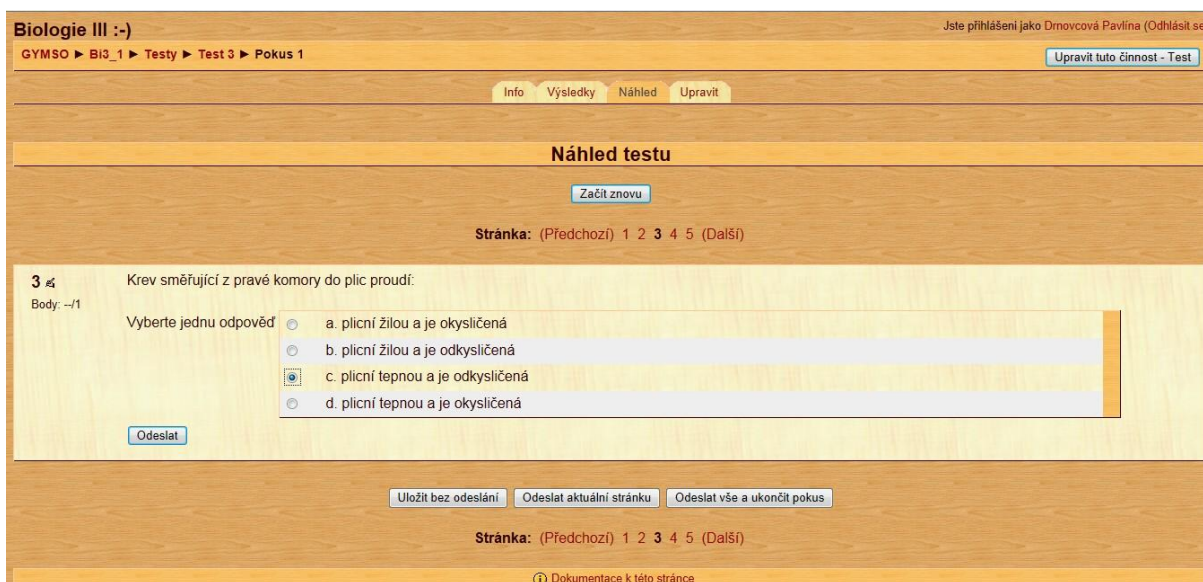 Biologie III :-)
Jste přihlášeni jako Drnovcová Pavlína (Odhlásit se
GYMSO ► Bi3_1 ► Testy ► Test 3 ► Pokus 1
Upravit tuto činnost - Test
Info Výsledky Náhled Upravit
Náhled testu
Začít znovu
Stránka: (Předchozí) 1 2 3 4 5 (Další)
3
Krev směřující z pravé komory do plic proudí:
Body: --/1
Vyberte jednu odpověď
a. plicní žilou a je okysličená
b. plicní žilou a je odkysličená
c. plicní tepnou a je odkysličená
d. plicní tepnou a je okysličená
Odeslat
Uložit bez odeslání Odeslat aktuální stránku Odeslat vše a ukončit pokus
Stránka: (Předchozí) 1 2 3 4 5 (Další)
Dokumentace k této stránce